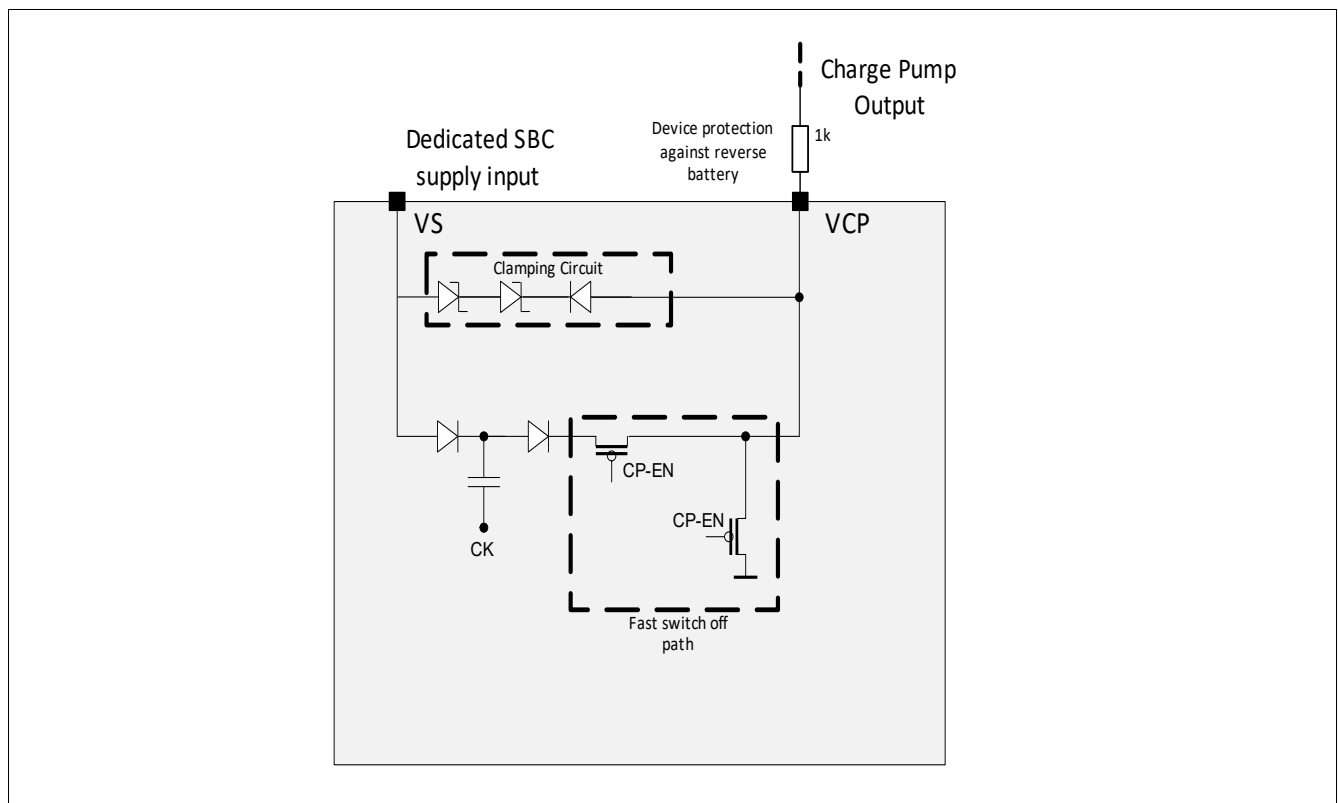 Charge Pump
Output
Device protection
against reverse
battery
1k
Dedicated SBC
supply input
VS
VCP
Clamping Circuit
CP-EN
CP-EN
CK
Fast switch off
path